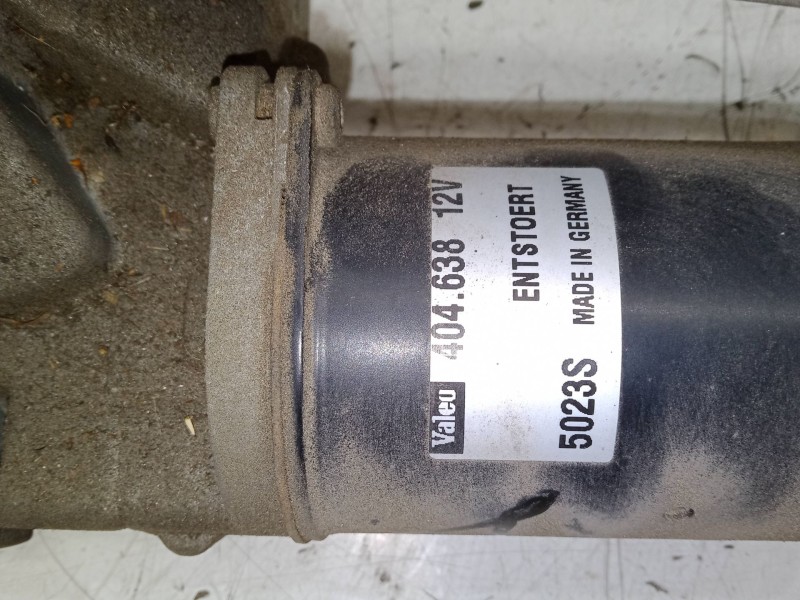 Valeo 404.638 12V
ENTSTOERT
5023S MADE IN GERMANY